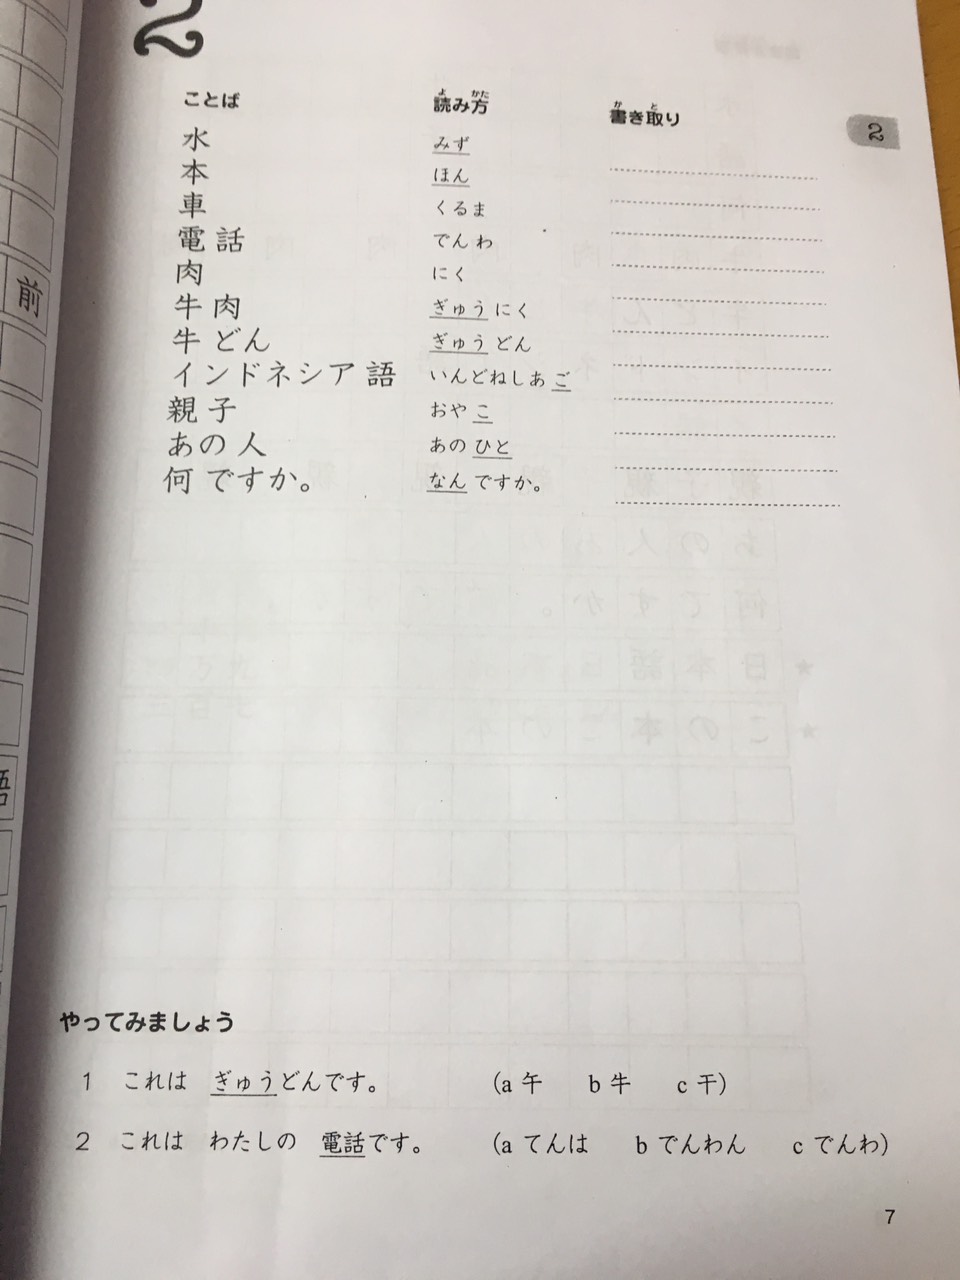 2
ことば 読み方 書き取り
2
水 みず
本 ほん
車 くるま
電話 でんわ
肉 にく
牛肉 ぎゅうにく
牛どん ぎゅうどん
インドネシア語 いんどねしあご
親子 おやこ
あの人 あのひと
何ですか。 なんですか。
前
語
やってみましょう
1 これは ぎゅうどんです。 (a 午 b 牛 c 干)
2 これは わたしの 電話です。 (a てんは b でんわん c でんわ)
7